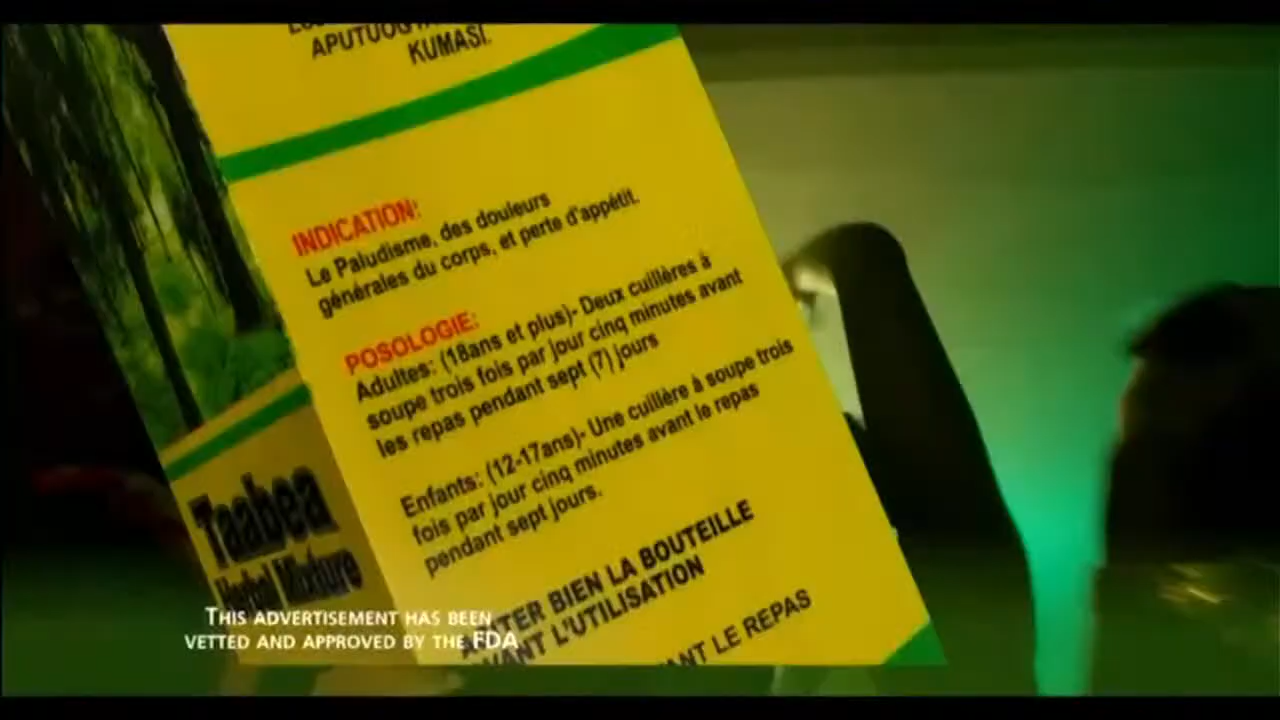 APUTUOGYA
KUMASI.
INDICATION:
Le Paludisme, des douleurs
générales du corps, et perte d'appétit.
POSOLOGIE:
Adultes: (18ans et plus)- Deux cuillères à
soupe trois fois par jour cinq minutes avant
les repas pendant sept (7) jours
Enfants: (12-17ans)- Une cuillère à soupe trois
fois par jour cinq minutes avant le repas
pendant sept jours.
BIEN LA BOUTEILLE
AVANT L'UTILISATION
LE REPAS
Taabea
Herbal Mixture
THIS ADVERTISEMENT HAS BEEN
VETTED AND APPROVED BY THE FDA